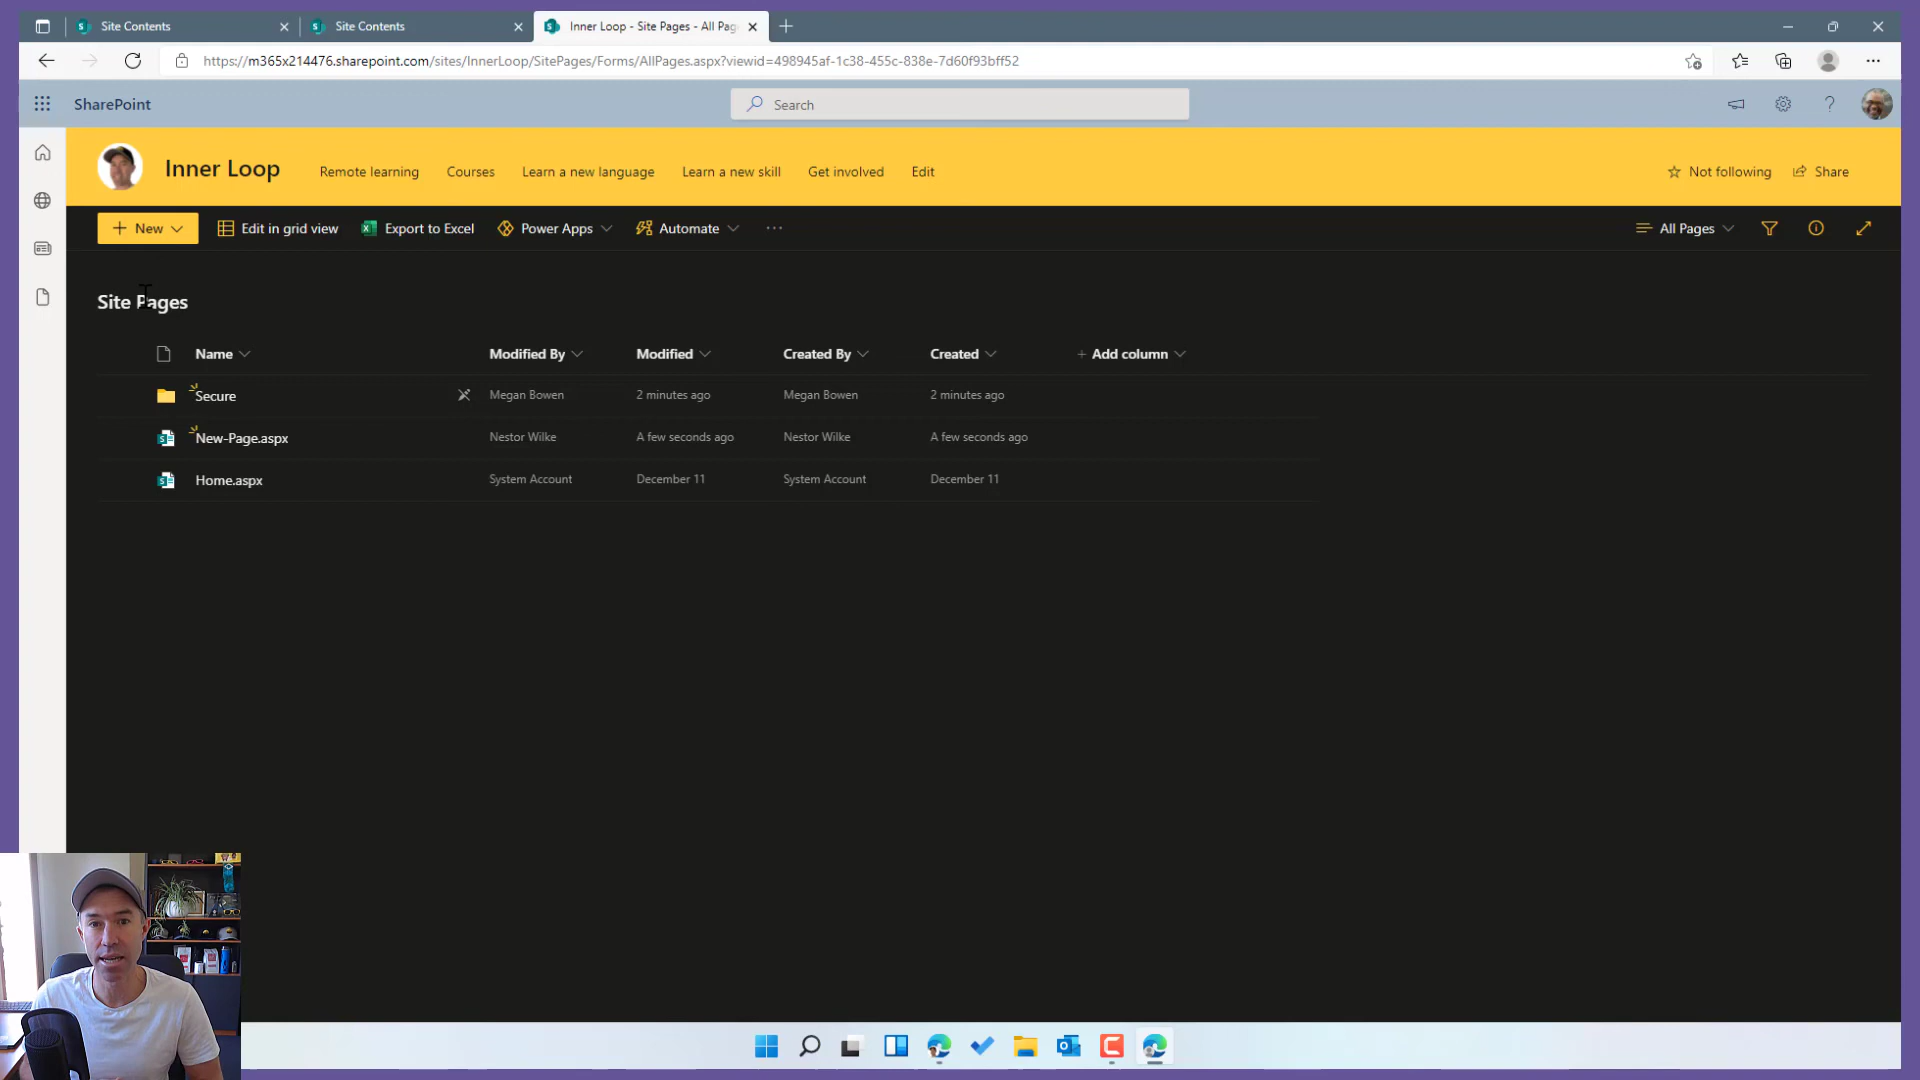 Site Contents
Site Contents
Inner Loop - Site Pages - All Pag
https://m365x214476.sharepoint.com/sites/InnerLoop/SitePages/Forms/AllPages.aspx?viewid=498945af-1c38-455c-838e-7d60f93bff52
SharePoint
Search
Inner Loop
Remote learning
Courses
Learn a new language
Learn a new skill
Get involved
Edit
Not following
Share
New
Edit in grid view
Export to Excel
Power Apps
Automate
All Pages
Site Pages
Name
Modified By
Modified
Created By
Created
+ Add column
Secure
Megan Bowen
2 minutes ago
Megan Bowen
2 minutes ago
New-Page.aspx
Nestor Wilke
A few seconds ago
Nestor Wilke
A few seconds ago
Home.aspx
System Account
December 11
System Account
December 11